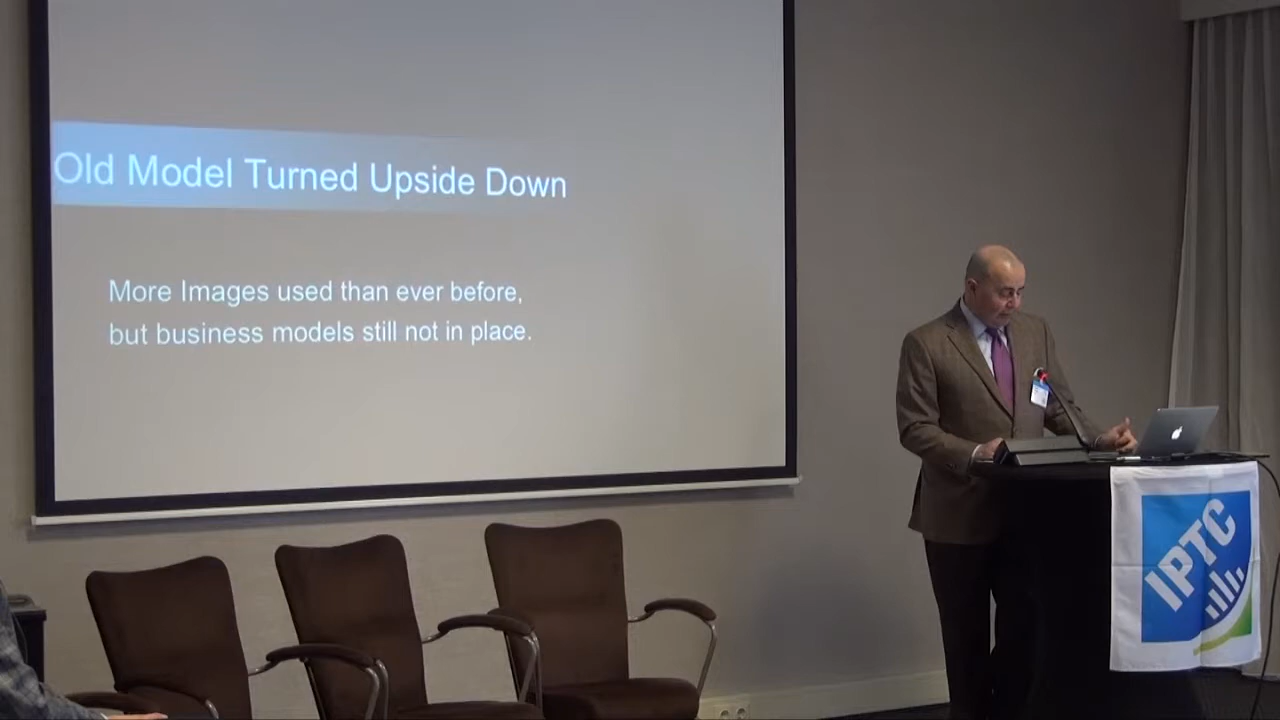 Old Model Turned Upside Down
More Images used than ever before,
but business models still not in place.
IPTC